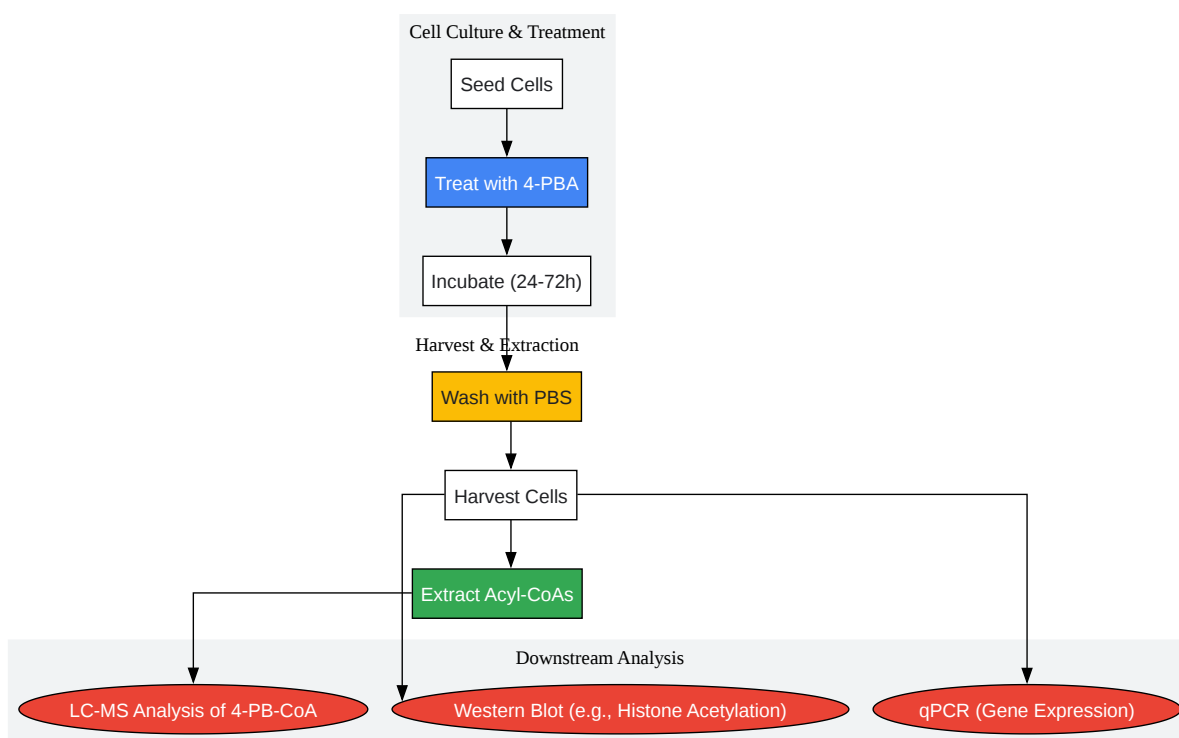 Cell Culture & Treatment
Seed Cells
Treat with 4-PBA
Incubate (24-72h)
Harvest & Extraction
Wash with PBS
Harvest Cells
Extract Acyl-CoAs
Downstream Analysis
LC-MS Analysis of 4-PB-CoA
Western Blot (e.g., Histone Acetylation)
qPCR (Gene Expression)